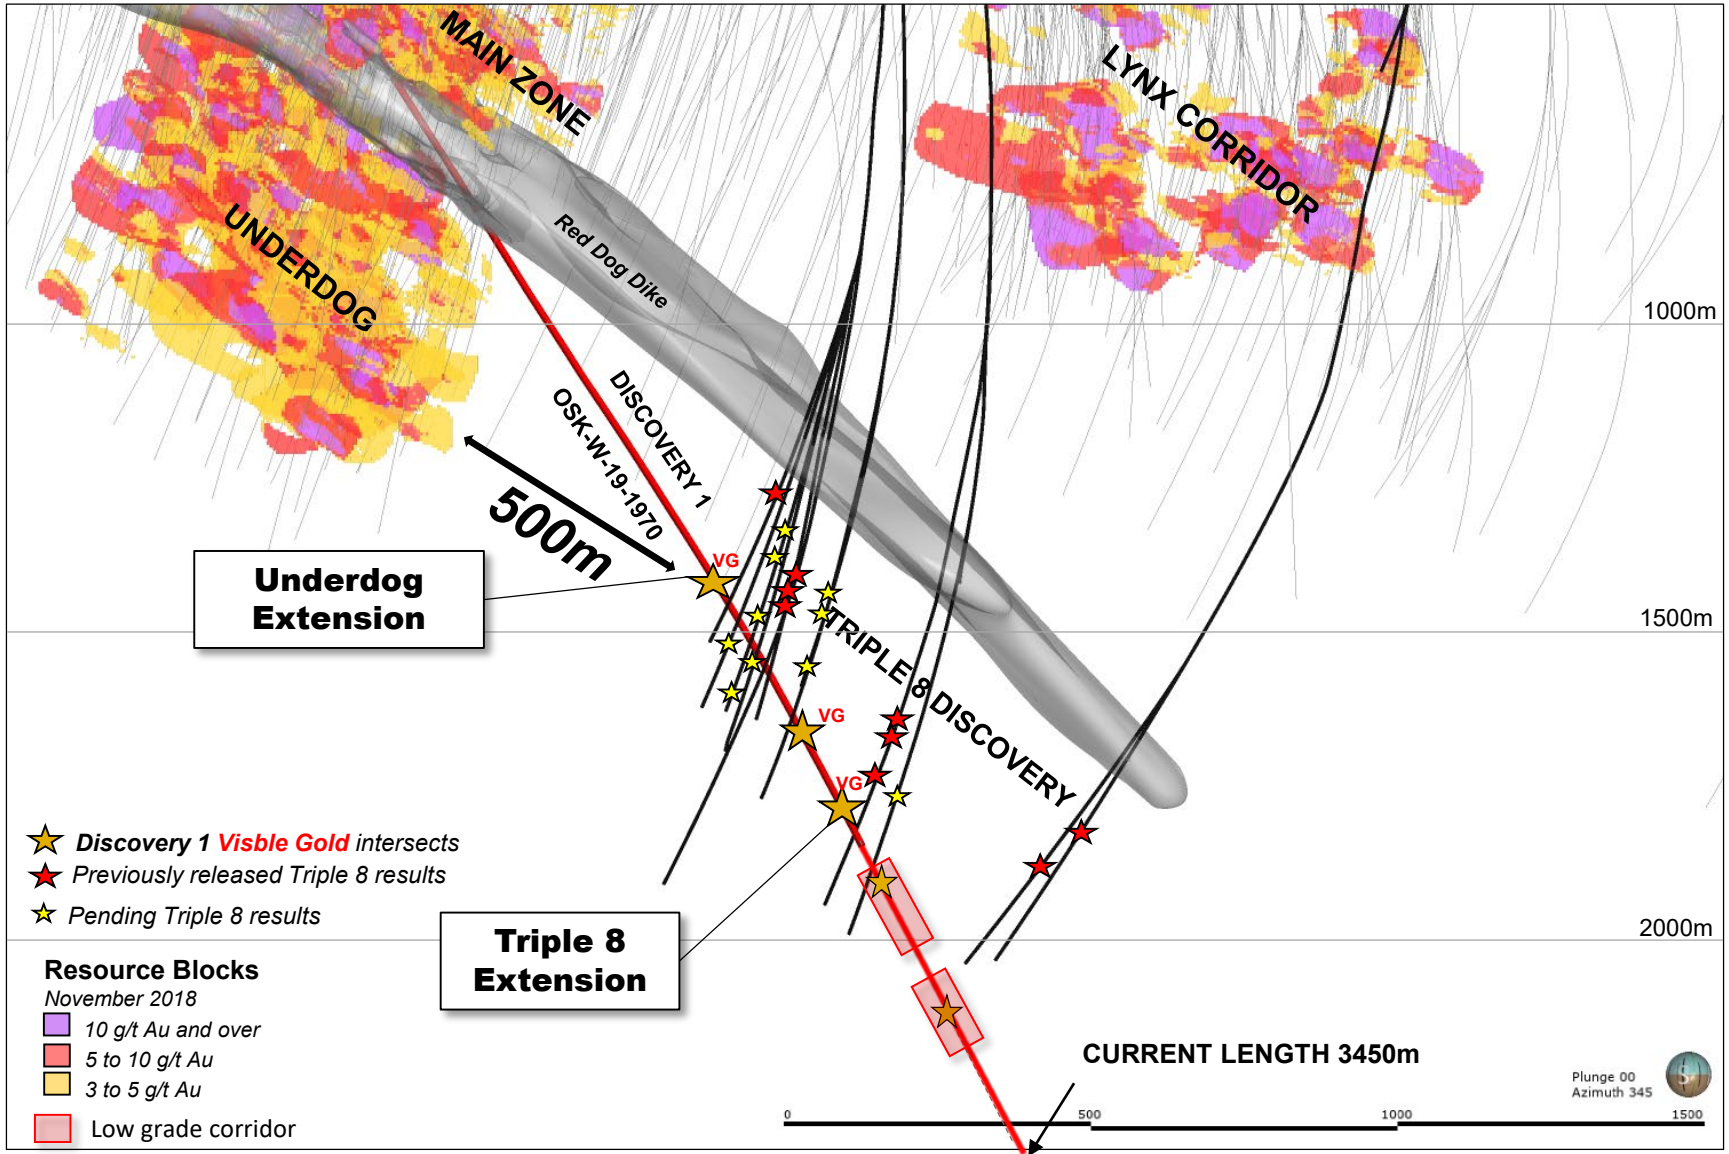 MAIN ZONE
LYNX CORRIDOR
UNDERDOG
Red Dog Dike
1000m
DISCOVERY 1
OSK-W-19-1970
500m
VG
Underdog
Extension
1500m
TRIPLE 8 DISCOVERY
VG
VG
Discovery 1 Visble Gold intersects
Previously released Triple 8 results
Pending Triple 8 results
Triple 8
Extension
2000m
Resource Blocks
November 2018
10 g/t Au and over
5 to 10 g/t Au
3 to 5 g/t Au
Low grade corridor
CURRENT LENGTH 3450m
Plunge 00
Azimuth 345
S
0 500 1000 1500